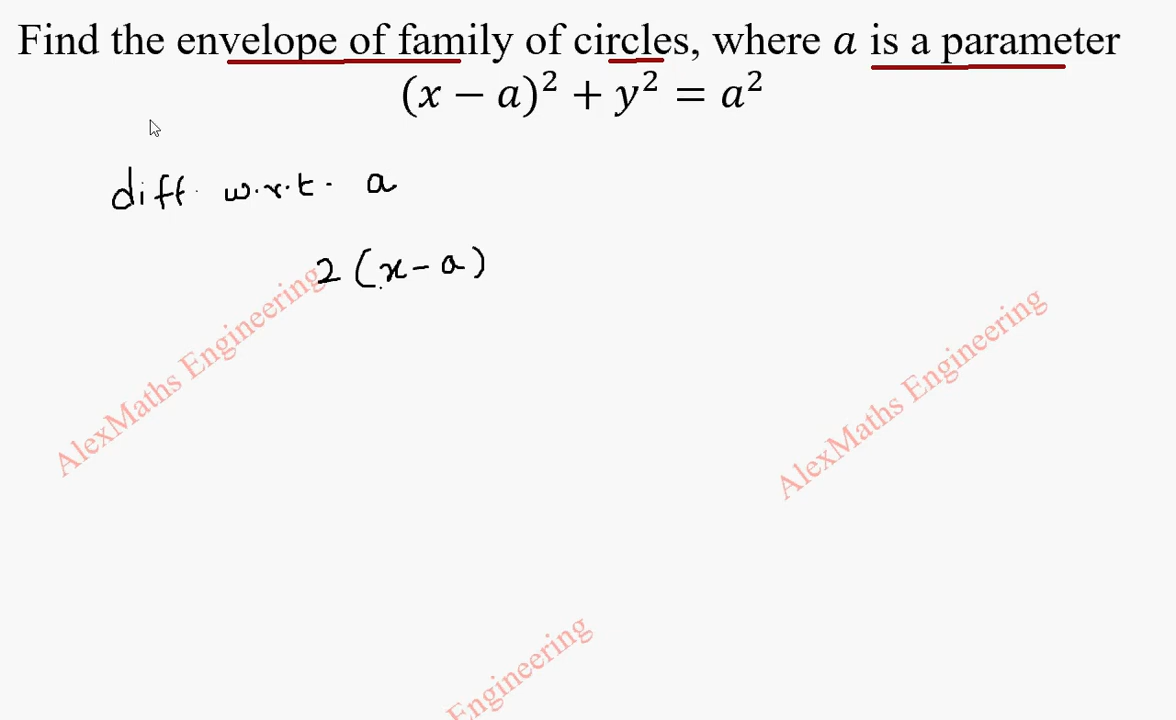 Find the envelope of family of circles, where a is a parameter
(x − a)² + y² = a²
diff. w.r.t. a
2 (x - a)
AlexMaths Engineering
AlexMaths Engineering
Engineering